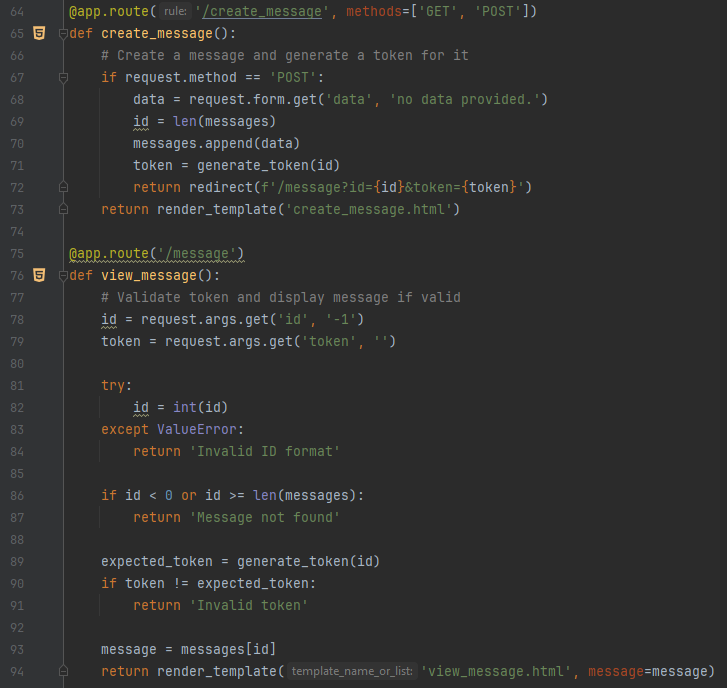 64 @app.route( rule: '/create_message', methods=['GET', 'POST'])
65 def create_message():
66     # Create a message and generate a token for it
67     if request.method == 'POST':
68         data = request.form.get('data', 'no data provided.')
69         id = len(messages)
70         messages.append(data)
71         token = generate_token(id)
72         return redirect(f'/message?id={id}&token={token}')
73     return render_template('create_message.html')
74
75 @app.route('/message')
76 def view_message():
77     # Validate token and display message if valid
78     id = request.args.get('id', '-1')
79     token = request.args.get('token', '')
80
81     try:
82         id = int(id)
83     except ValueError:
84         return 'Invalid ID format'
85
86     if id < 0 or id >= len(messages):
87         return 'Message not found'
88
89     expected_token = generate_token(id)
90     if token != expected_token:
91         return 'Invalid token'
92
93     message = messages[id]
94     return render_template( template_name_or_list: 'view_message.html', message=message)